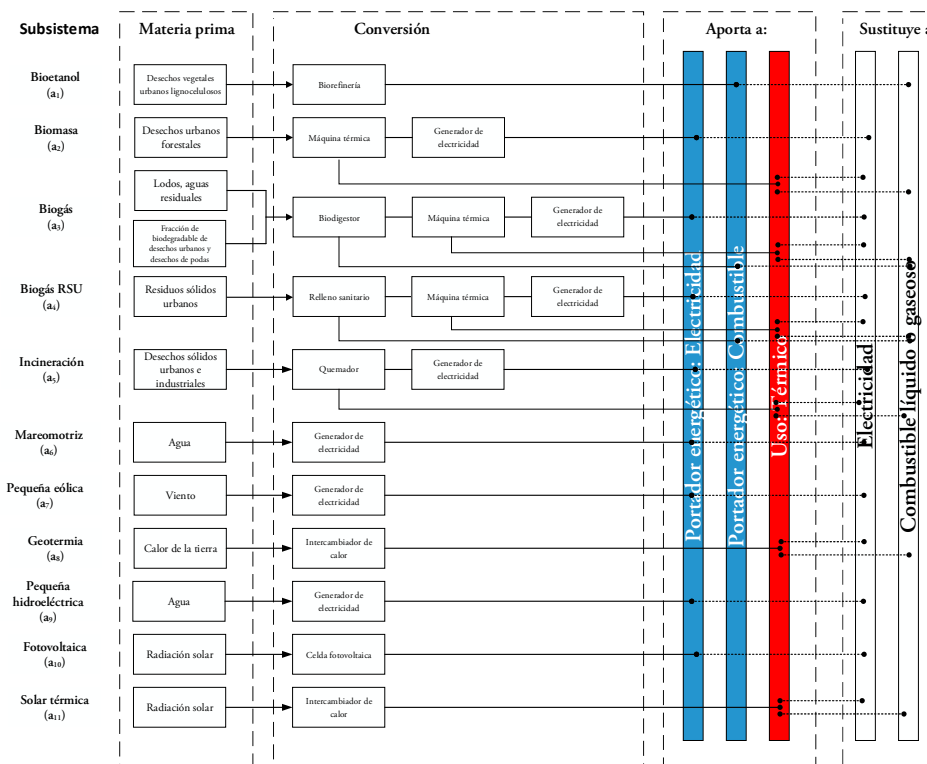 Subsistema
Materia prima
Conversión
Aporta a:
Sustituye a
Bioetanol
(a₁)
Desechos vegetales
urbanos lignocelulosos
Biorefinería
Biomasa
(a₂)
Desechos urbanos
forestales
Máquina térmica
Generador de
electricidad
Biogás
(a₃)
Lodos, aguas
residuales
Fracción de
biodegradable de
desechos urbanos y
desechos de podas
Biodigestor
Máquina térmica
Generador de
electricidad
Biogás RSU
(a₄)
Residuos sólidos
urbanos
Relleno sanitario
Máquina térmica
Generador de
electricidad
Incineración
(a₅)
Desechos sólidos
urbanos e
industriales
Quemador
Generador de
electricidad
Mareomotriz
(a₆)
Agua
Generador de
electricidad
Pequeña eólica
(a₇)
Viento
Generador de
electricidad
Geotermia
(a₈)
Calor de la tierra
Intercambiador de
calor
Pequeña
hidroeléctrica
(a₉)
Agua
Generador de
electricidad
Fotovoltaica
(a₁₀)
Radiación solar
Celda fotovoltaica
Solar térmica
(a₁₁)
Radiación solar
Intercambiador de
calor
Portador energético: Electricidad
Portador energético: Combustible
Uso: Térmico
Electricidad
Combustible líquido o gaseoso